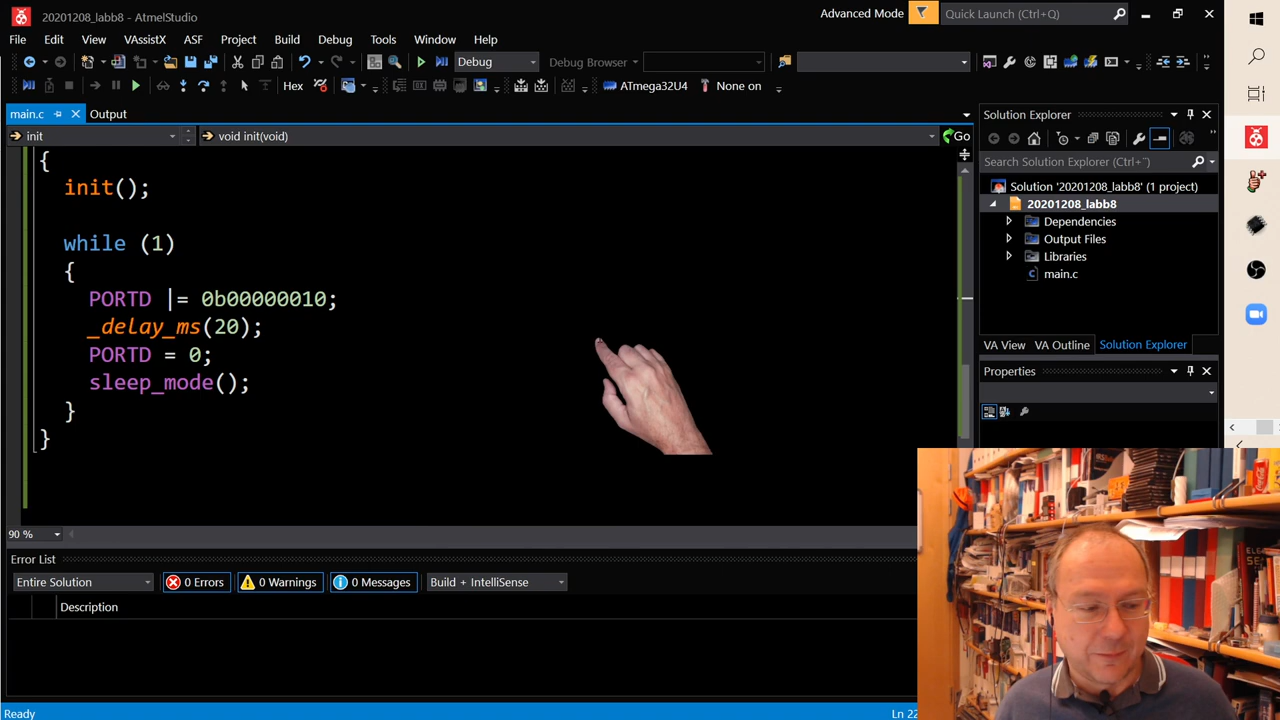 20201208_labb8 - AtmelStudio
Advanced Mode
Quick Launch (Ctrl+Q)
File Edit View VAssistX ASF Project Build Debug Tools Window Help
Debug
Debug Browser
Hex
ATmega32U4
None on
main.c
Output
init
void init(void)
Go
{
init();
while (1)
{
PORTD |= 0b00000010;
_delay_ms(20);
PORTD = 0;
sleep_mode();
}
}
90 %
Solution Explorer
Search Solution Explorer (Ctrl+¨)
Solution '20201208_labb8' (1 project)
20201208_labb8
Dependencies
Output Files
Libraries
main.c
VA View VA Outline Solution Explorer
Properties
Error List
Entire Solution
0 Errors
0 Warnings
0 Messages
Build + IntelliSense
Description
Ready
Ln 22